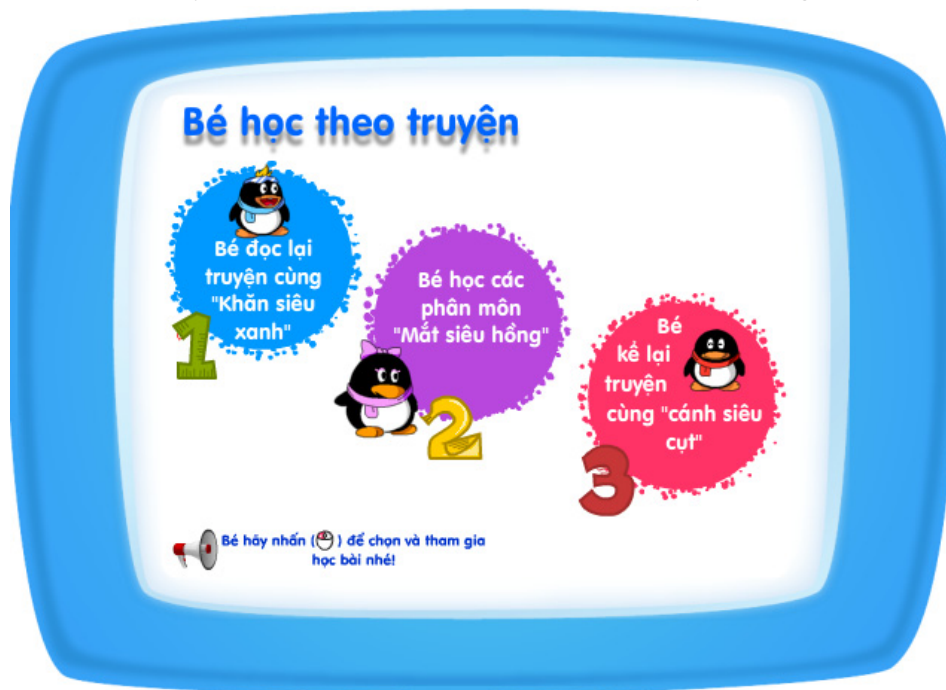 Bé học theo truyện
Bé đọc lại
truyện cùng
"Khăn siêu
xanh"
1
Bé học các
phân môn
"Mắt siêu hồng"
2
Bé
kể lại
truyện
cùng "cánh siêu
cụt"
3
Bé hãy nhấn ( ) để chọn và tham gia
học bài nhé!